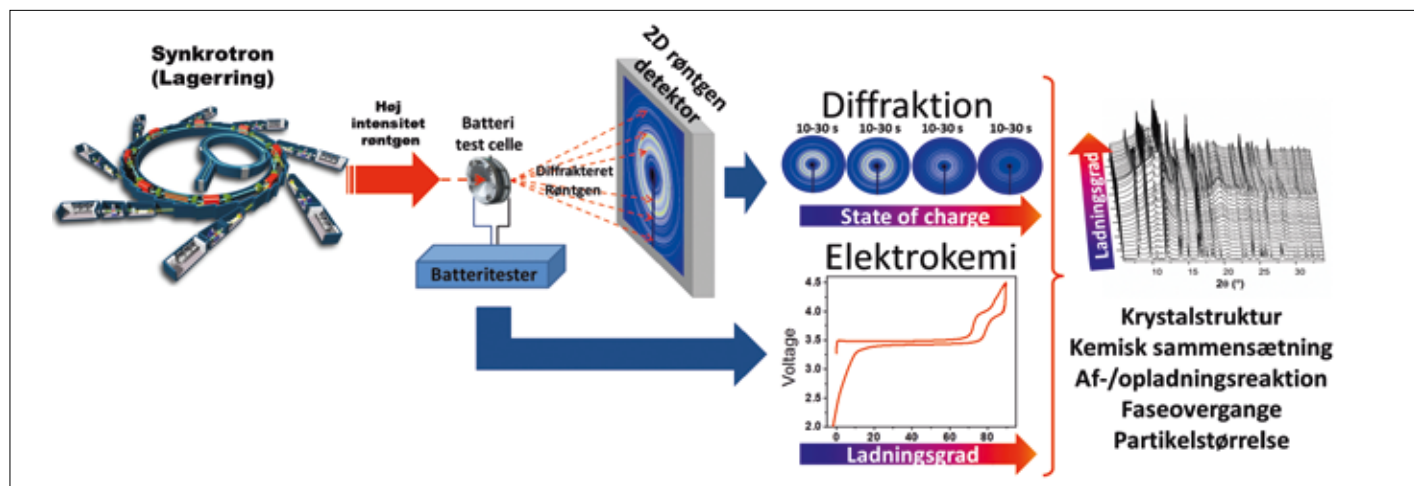 Synkrotron
(Lagerring)
Høj
intensitet
røntgen
Batteri
test celle
Diffrakteret
Røntgen
2D røntgen
detektor
Batteritester
Diffraktion
10-30 s 10-30 s 10-30 s 10-30 s
State of charge
Elektrokemi
Voltage
4.5
4.0
3.5
3.0
2.5
2.0
0 20 40 60 80
Ladningsgrad
Ladningsgrad
10 15 20 25 30
2θ (°)
Krystalstruktur
Kemisk sammensætning
Af-/opladningsreaktion
Faseovergange
Partikelstørrelse